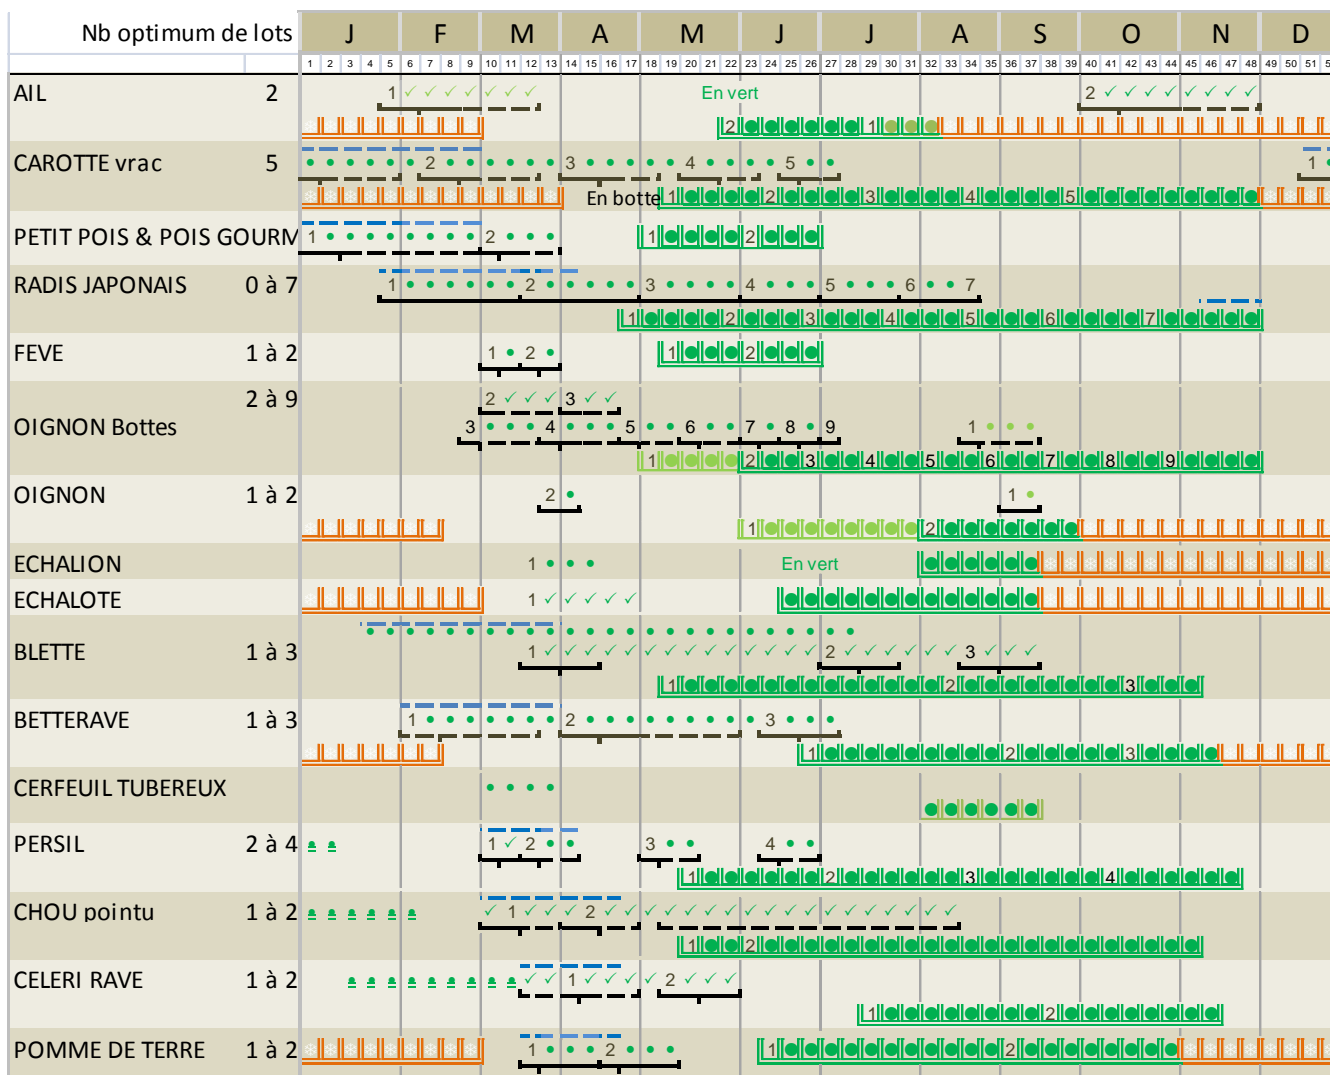 Nb optimum de lots J F M A M J J A S O N D
1 2 3 4 5 6 7 8 9 10 11 12 13 14 15 16 17 18 19 20 21 22 23 24 25 26 27 28 29 30 31 32 33 34 35 36 37 38 39 40 41 42 43 44 45 46 47 48 49 50 51
AIL 2 1 En vert 2
2 1
CAROTTE vrac 5 2 3 4 5 1
En botte 1 2 3 4 5
PETIT POIS & POIS GOURM 1 2 1 2
RADIS JAPONAIS 0 à 7 1 2 3 4 5 6 7
1 2 3 4 5 6 7
FEVE 1 à 2 1 2 1 2
2 à 9 2 3
OIGNON Bottes 3 4 5 6 7 8 9 1
1 2 3 4 5 6 7 8 9
OIGNON 1 à 2 2 1
1 2
ECHALION 1 En vert
ECHALOTE 1
BLETTE 1 à 3 1 2 3
1 2 3
BETTERAVE 1 à 3 1 2 3
1 2 3
CERFEUIL TUBEREUX
PERSIL 2 à 4 1 2 3 4
1 2 3 4
CHOU pointu 1 à 2 1 2
1 2
CELERI RAVE 1 à 2 1 2
1 2
POMME DE TERRE 1 à 2 1 2 1 2